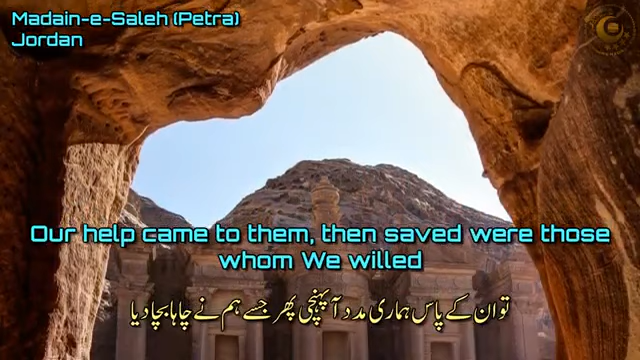 Madain-e-Saleh (Petra)
Jordan
Our help came to them, then saved were those
whom We willed
تو ان کے پاس ہماری مدد آ پہنچی پھر جسے ہم نے چاہا بچا دیا